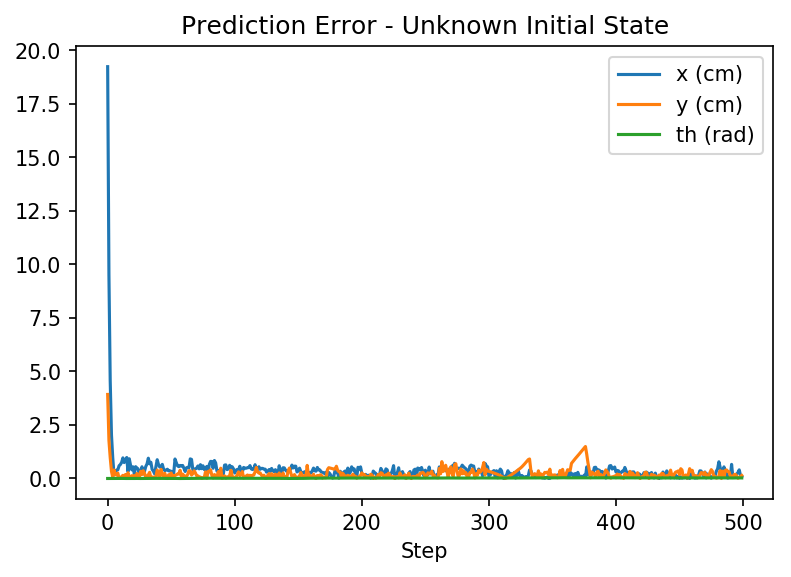 Prediction Error - Unknown Initial State
20.0
17.5
15.0
12.5
10.0
7.5
5.0
2.5
0.0
x (cm)
y (cm)
th (rad)
0 100 200 300 400 500
Step